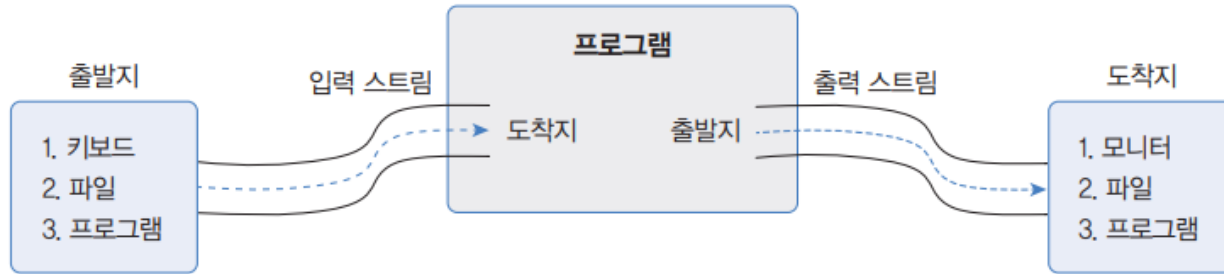 프로그램
출발지
입력 스트림
출력 스트림
도착지
도착지
출발지
1. 키보드
2. 파일
3. 프로그램
1. 모니터
2. 파일
3. 프로그램